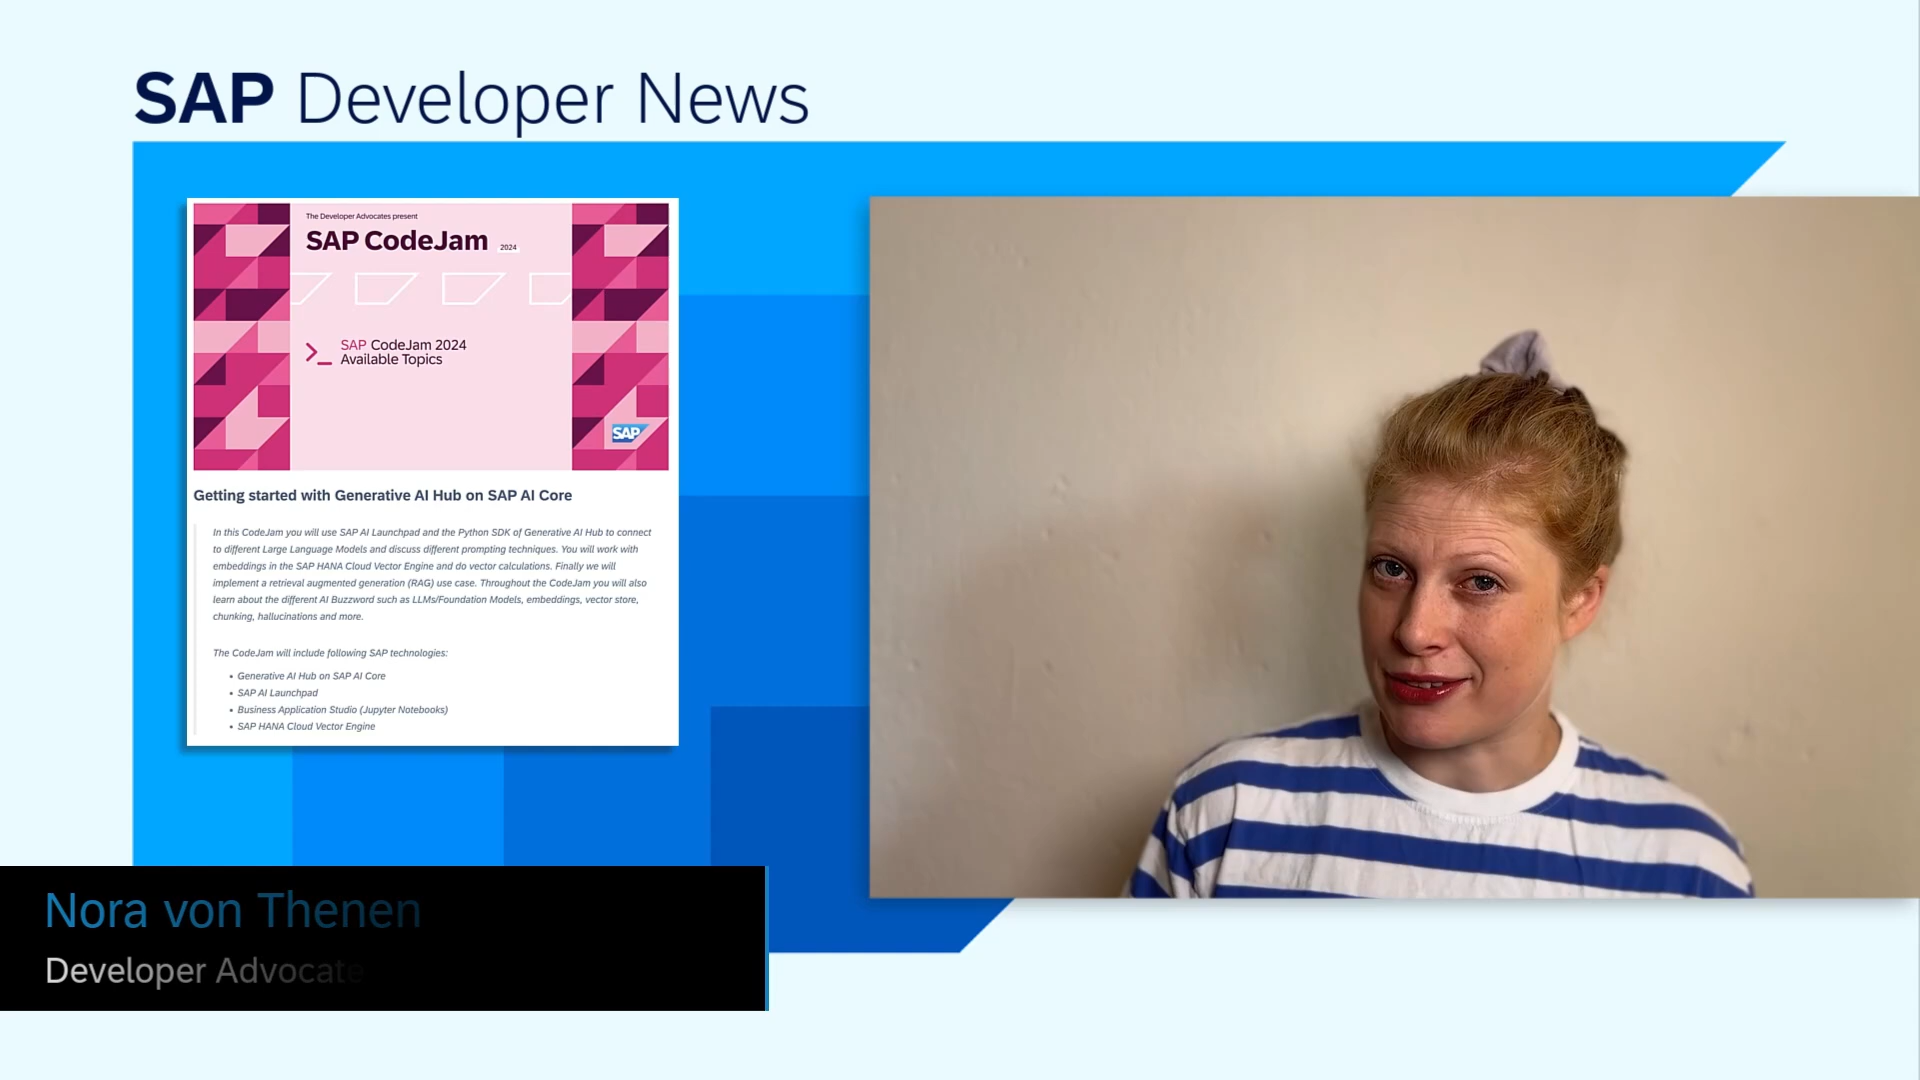 SAP Developer News
The Developer Advocates present
SAP CodeJam 2024
SAP CodeJam 2024
Available Topics
SAP
Getting started with Generative AI Hub on SAP AI Core
In this CodeJam you will use SAP AI Launchpad and the Python SDK of Generative AI Hub to connect
to different Large Language Models and discuss different prompting techniques. You will work with
embeddings in the SAP HANA Cloud Vector Engine and do vector calculations. Finally we will
implement a retrieval augmented generation (RAG) use case. Throughout the CodeJam you will also
learn about the different AI Buzzword such as LLMs/Foundation Models, embeddings, vector store,
chunking, hallucinations and more.
The CodeJam will include following SAP technologies:
• Generative AI Hub on SAP AI Core
• SAP AI Launchpad
• Business Application Studio (Jupyter Notebooks)
• SAP HANA Cloud Vector Engine
Nora von Thenen
Developer Advocate